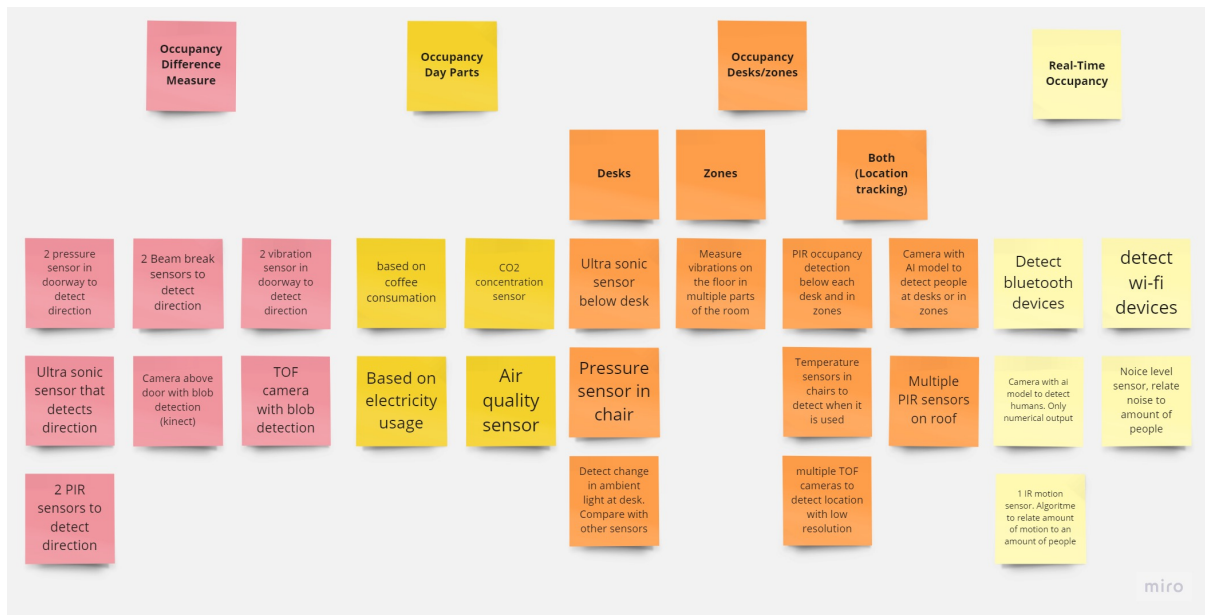 Occupancy
Difference
Measure
Occupancy
Day Parts
Occupancy
Desks/zones
Real-Time
Occupancy
Desks
Zones
Both
(Location
tracking)
2 pressure
sensor in
doorway to
detect
direction
2 Beam break
sensors to
detect
direction
2 vibration
sensor in
doorway to
detect
direction
based on
coffee
consumation
CO2
concentration
sensor
Ultra sonic
sensor
below desk
Measure
vibrations on
the floor in
multiple parts
of the room
PIR occupancy
detection
below each
desk and in
zones
Camera with
AI model to
detect people
at desks or in
zones
Detect
bluetooth
devices
detect
wi-fi
devices
Ultra sonic
sensor that
detects
direction
Camera above
door with blob
detection
(kinect)
TOF
camera
with blob
detection
Based on
electricity
usage
Air
quality
sensor
Pressure
sensor in
chair
Temperature
sensors in
chairs to
detect when it
is used
Multiple
PIR sensors
on roof
Camera with ai
model to detect
humans. Only
numerical output
Noice level
sensor, relate
noise to
amount of
people
2 PIR
sensors to
detect
direction
Detect change
in ambient
light at desk.
Compare with
other sensors
multiple TOF
cameras to
detect location
with low
resolution
1 IR motion
sensor. Algoritme
to relate amount
of motion to an
amount of people
miro